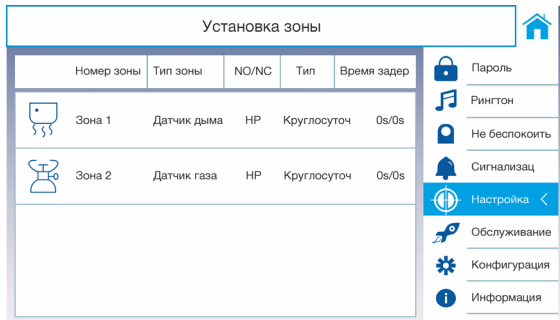 Установка зоны
Номер зоны Тип зоны NO/NC Тип Время задер
Зона 1 Датчик дыма НР Круглосуточ 0s/0s
Зона 2 Датчик газа НР Круглосуточ 0s/0s
Пароль
Рингтон
Не беспокоить
Сигнализац
Настройка
Обслуживание
Конфигурация
Информация